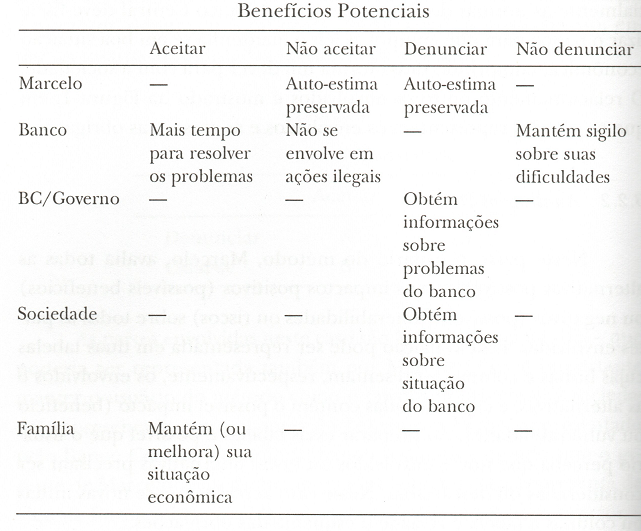 Benefícios Potenciais
Aceitar Não aceitar Denunciar Não denunciar
Marcelo — Auto-estima Auto-estima —
preservada preservada
Banco Mais tempo Não se — Mantém sigilo
para resolver envolve em sobre suas
os problemas ações ilegais dificuldades
BC/Governo — — Obtém —
informações
sobre
problemas
do banco
Sociedade — — Obtém —
informações
sobre
situação
do banco
Família Mantém (ou — — —
melhora) sua
situação
econômica